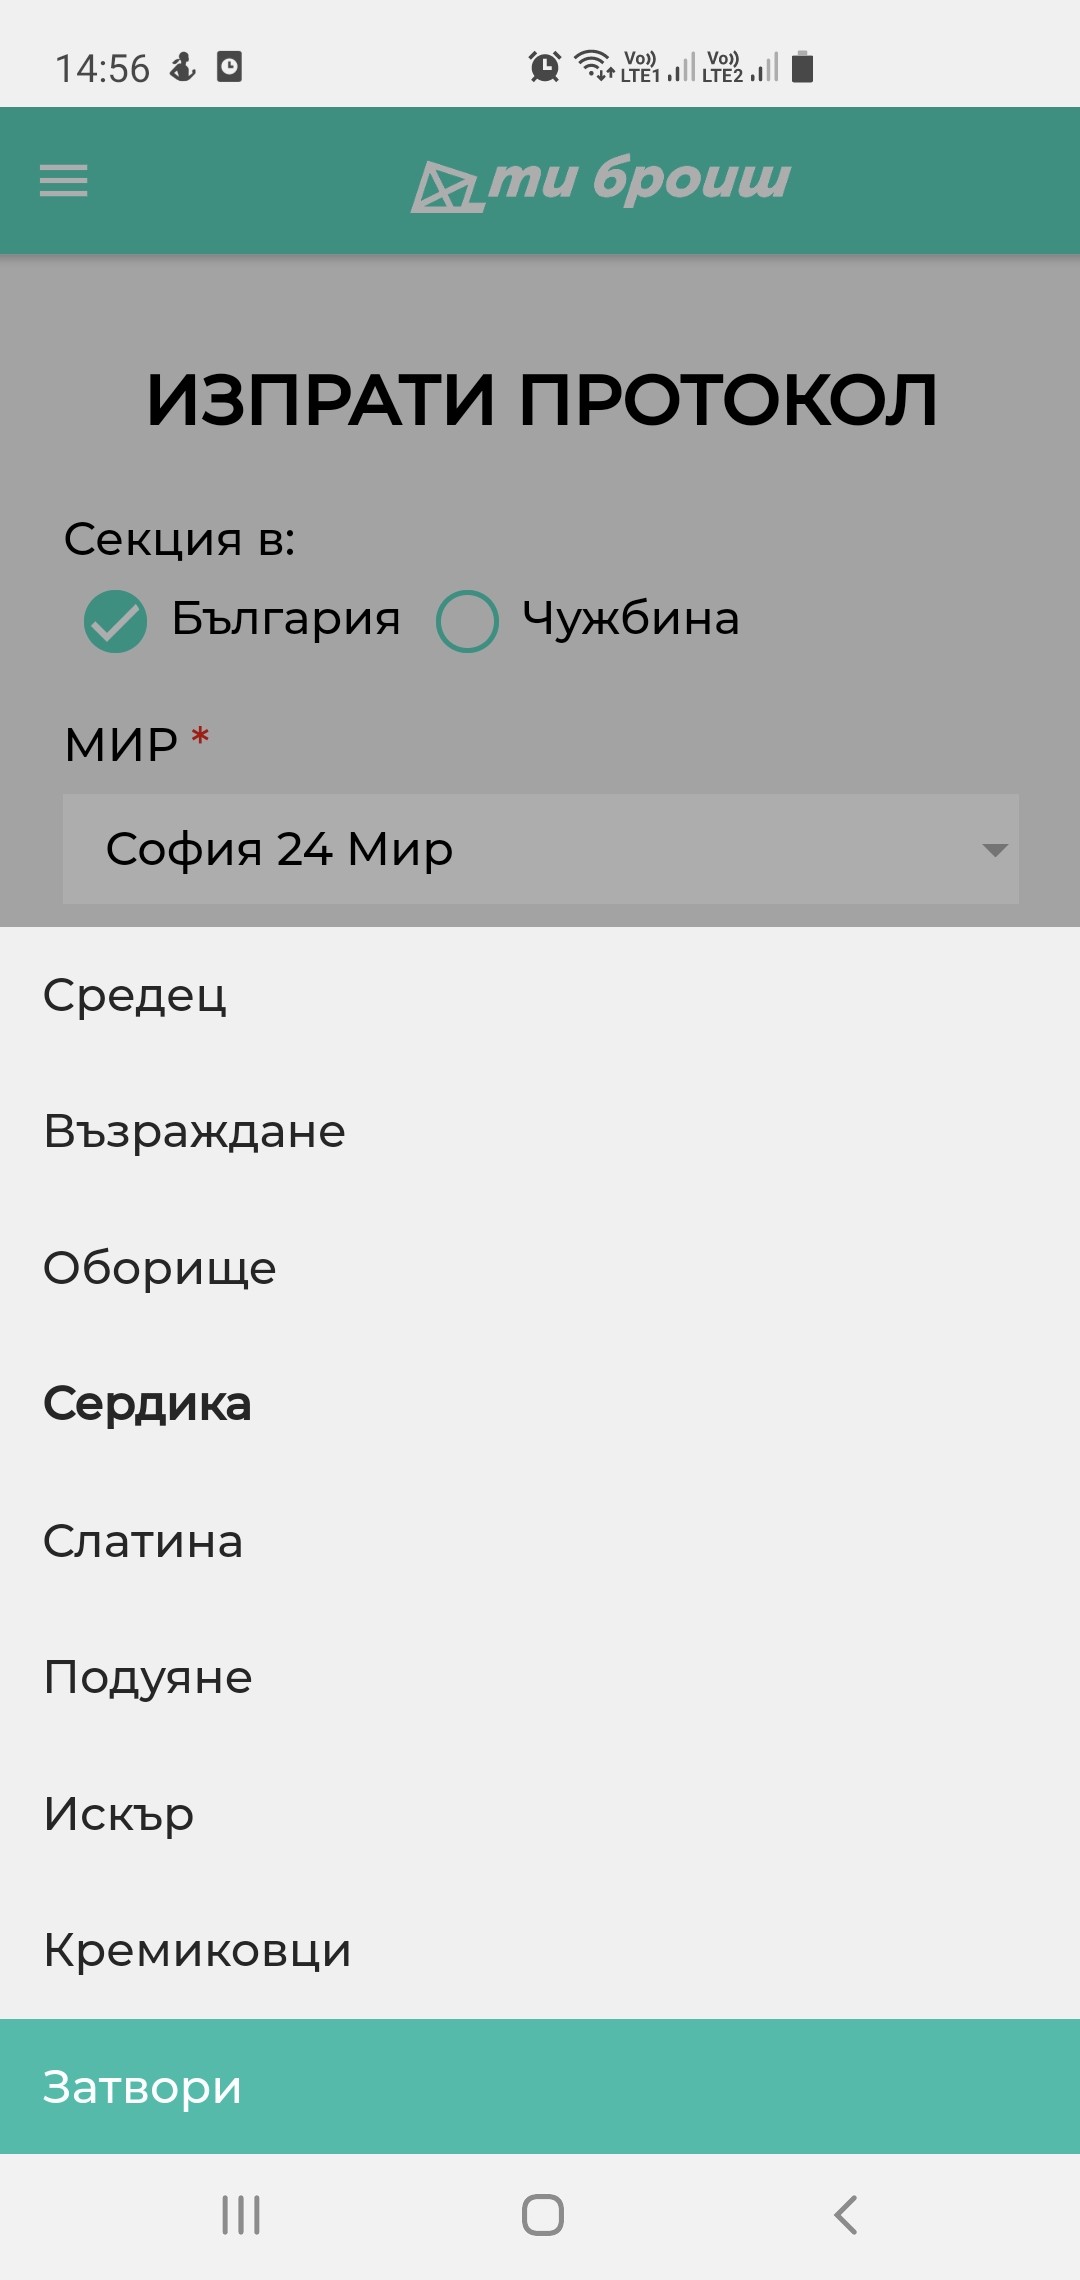 14:56
Vo)) LTE1 Vo)) LTE2
ти броиш
ИЗПРАТИ ПРОТОКОЛ
Секция в:
България Чужбина
МИР *
София 24 Мир
Средец
Възраждане
Оборище
Сердика
Слатина
Подуяне
Искър
Кремиковци
Затвори